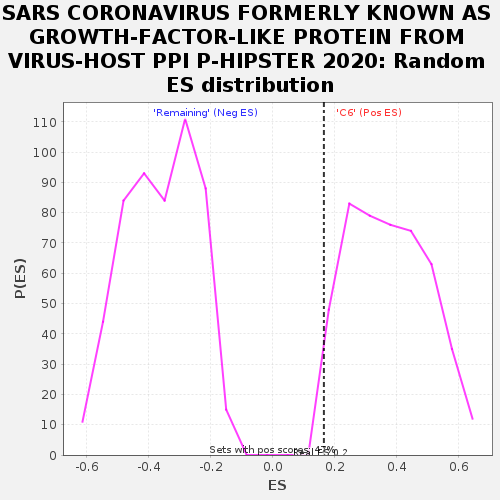 SARS CORONAVIRUS FORMERLY KNOWN AS
GROWTH-FACTOR-LIKE PROTEIN FROM
VIRUS-HOST PPI P-HIPSTER 2020: Random
ES distribution
'Remaining' (Neg ES)
'C6' (Pos ES)
110
100
90
80
70
60
50
40
30
20
10
0
P(ES)
Sets with pos scores: 47%
0.2
-0.6
-0.4
-0.2
0.0
0.2
0.4
0.6
ES